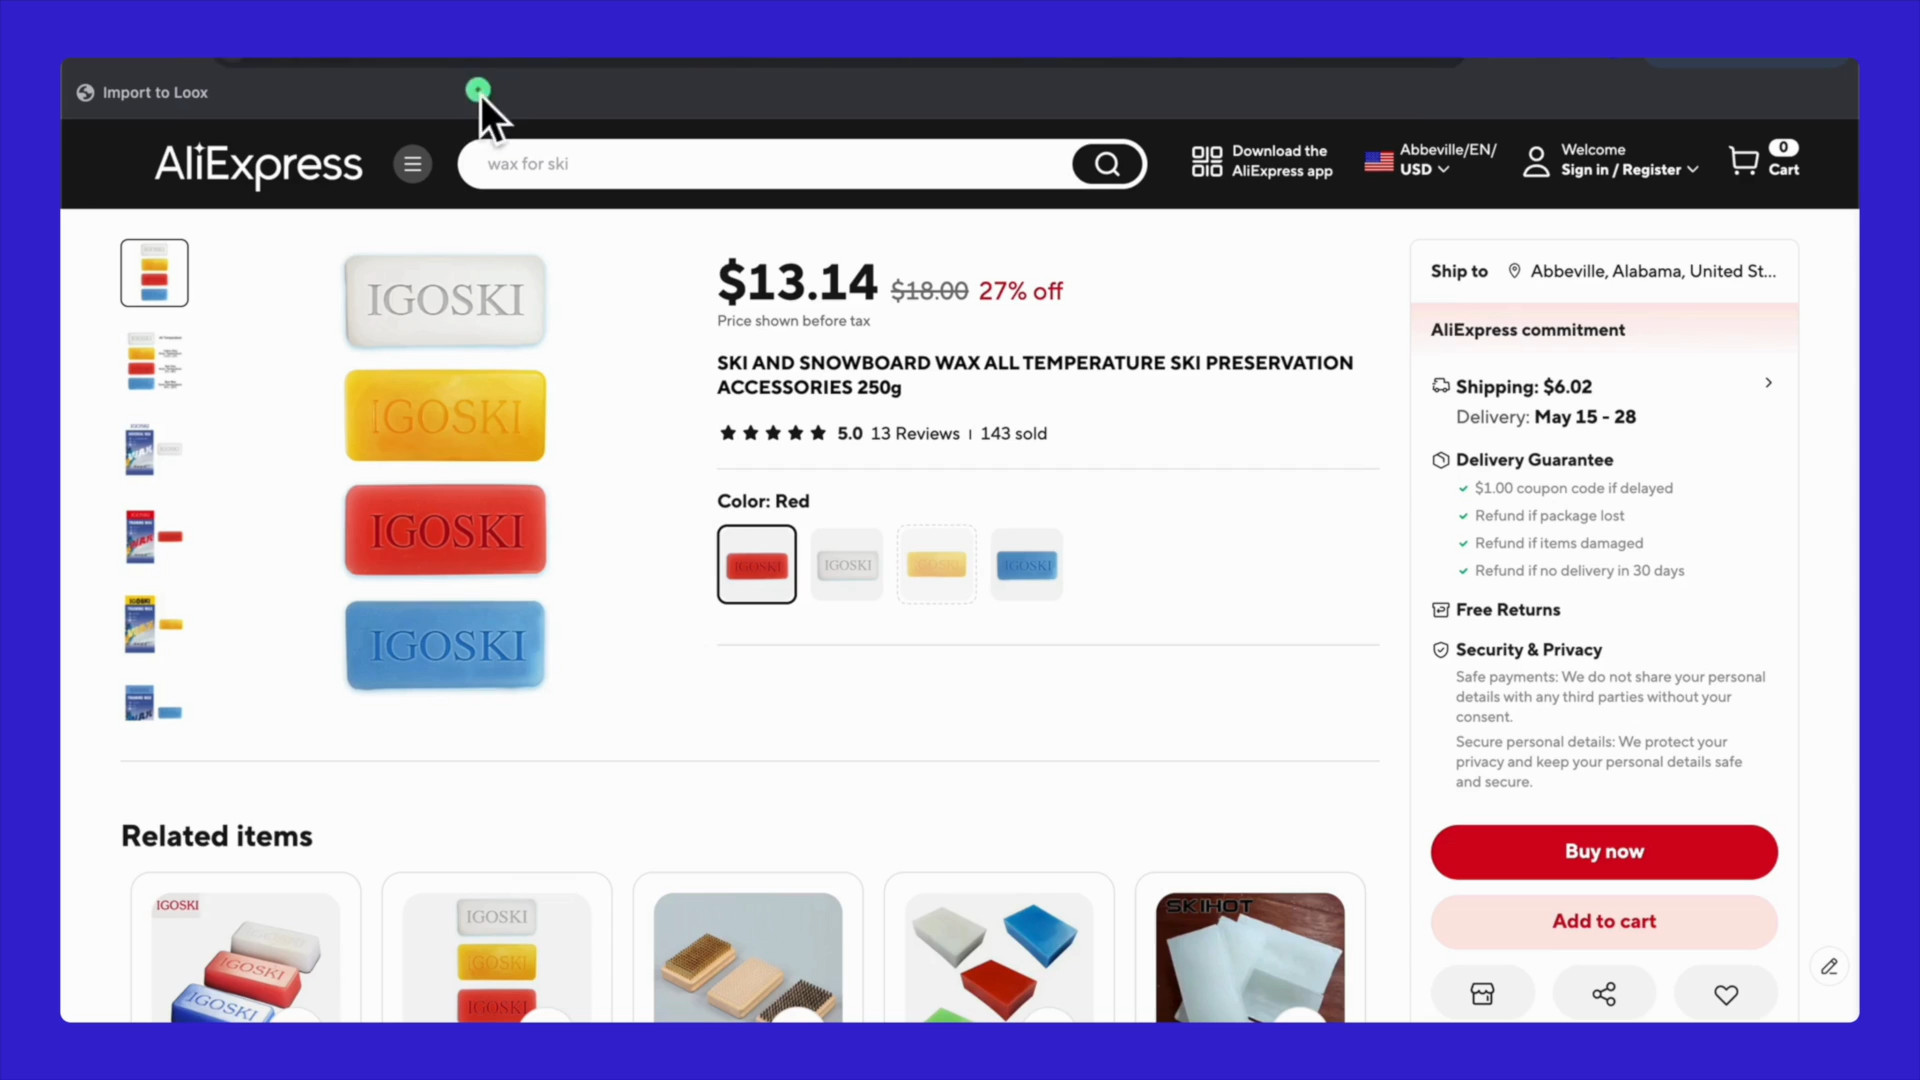 Import to Loox
AliExpress
wax for ski
Download the
AliExpress app
Abbeville/EN/
USD
Welcome
Sign in / Register
0
Cart
IGOSKI
IGOSKI
IGOSKI
IGOSKI
$13.14 $18.00 27% off
Price shown before tax
SKI AND SNOWBOARD WAX ALL TEMPERATURE SKI PRESERVATION
ACCESSORIES 250g
5.0 13 Reviews 143 sold
Color: Red
IGOSKI
IGOSKI
IGOSKI
IGOSKI
Ship to Abbeville, Alabama, United St...
AliExpress commitment
Shipping: $6.02
Delivery: May 15 - 28
Delivery Guarantee
$1.00 coupon code if delayed
Refund if package lost
Refund if items damaged
Refund if no delivery in 30 days
Free Returns
Security & Privacy
Safe payments: We do not share your personal
details with any third parties without your
consent.
Secure personal details: We protect your
privacy and keep your personal details safe
and secure.
Buy now
Add to cart
Related items
IGOSKI
IGOSKI
IGOSKI
IGOSKI
IGOSKI
IGOSKI
SKIHOT